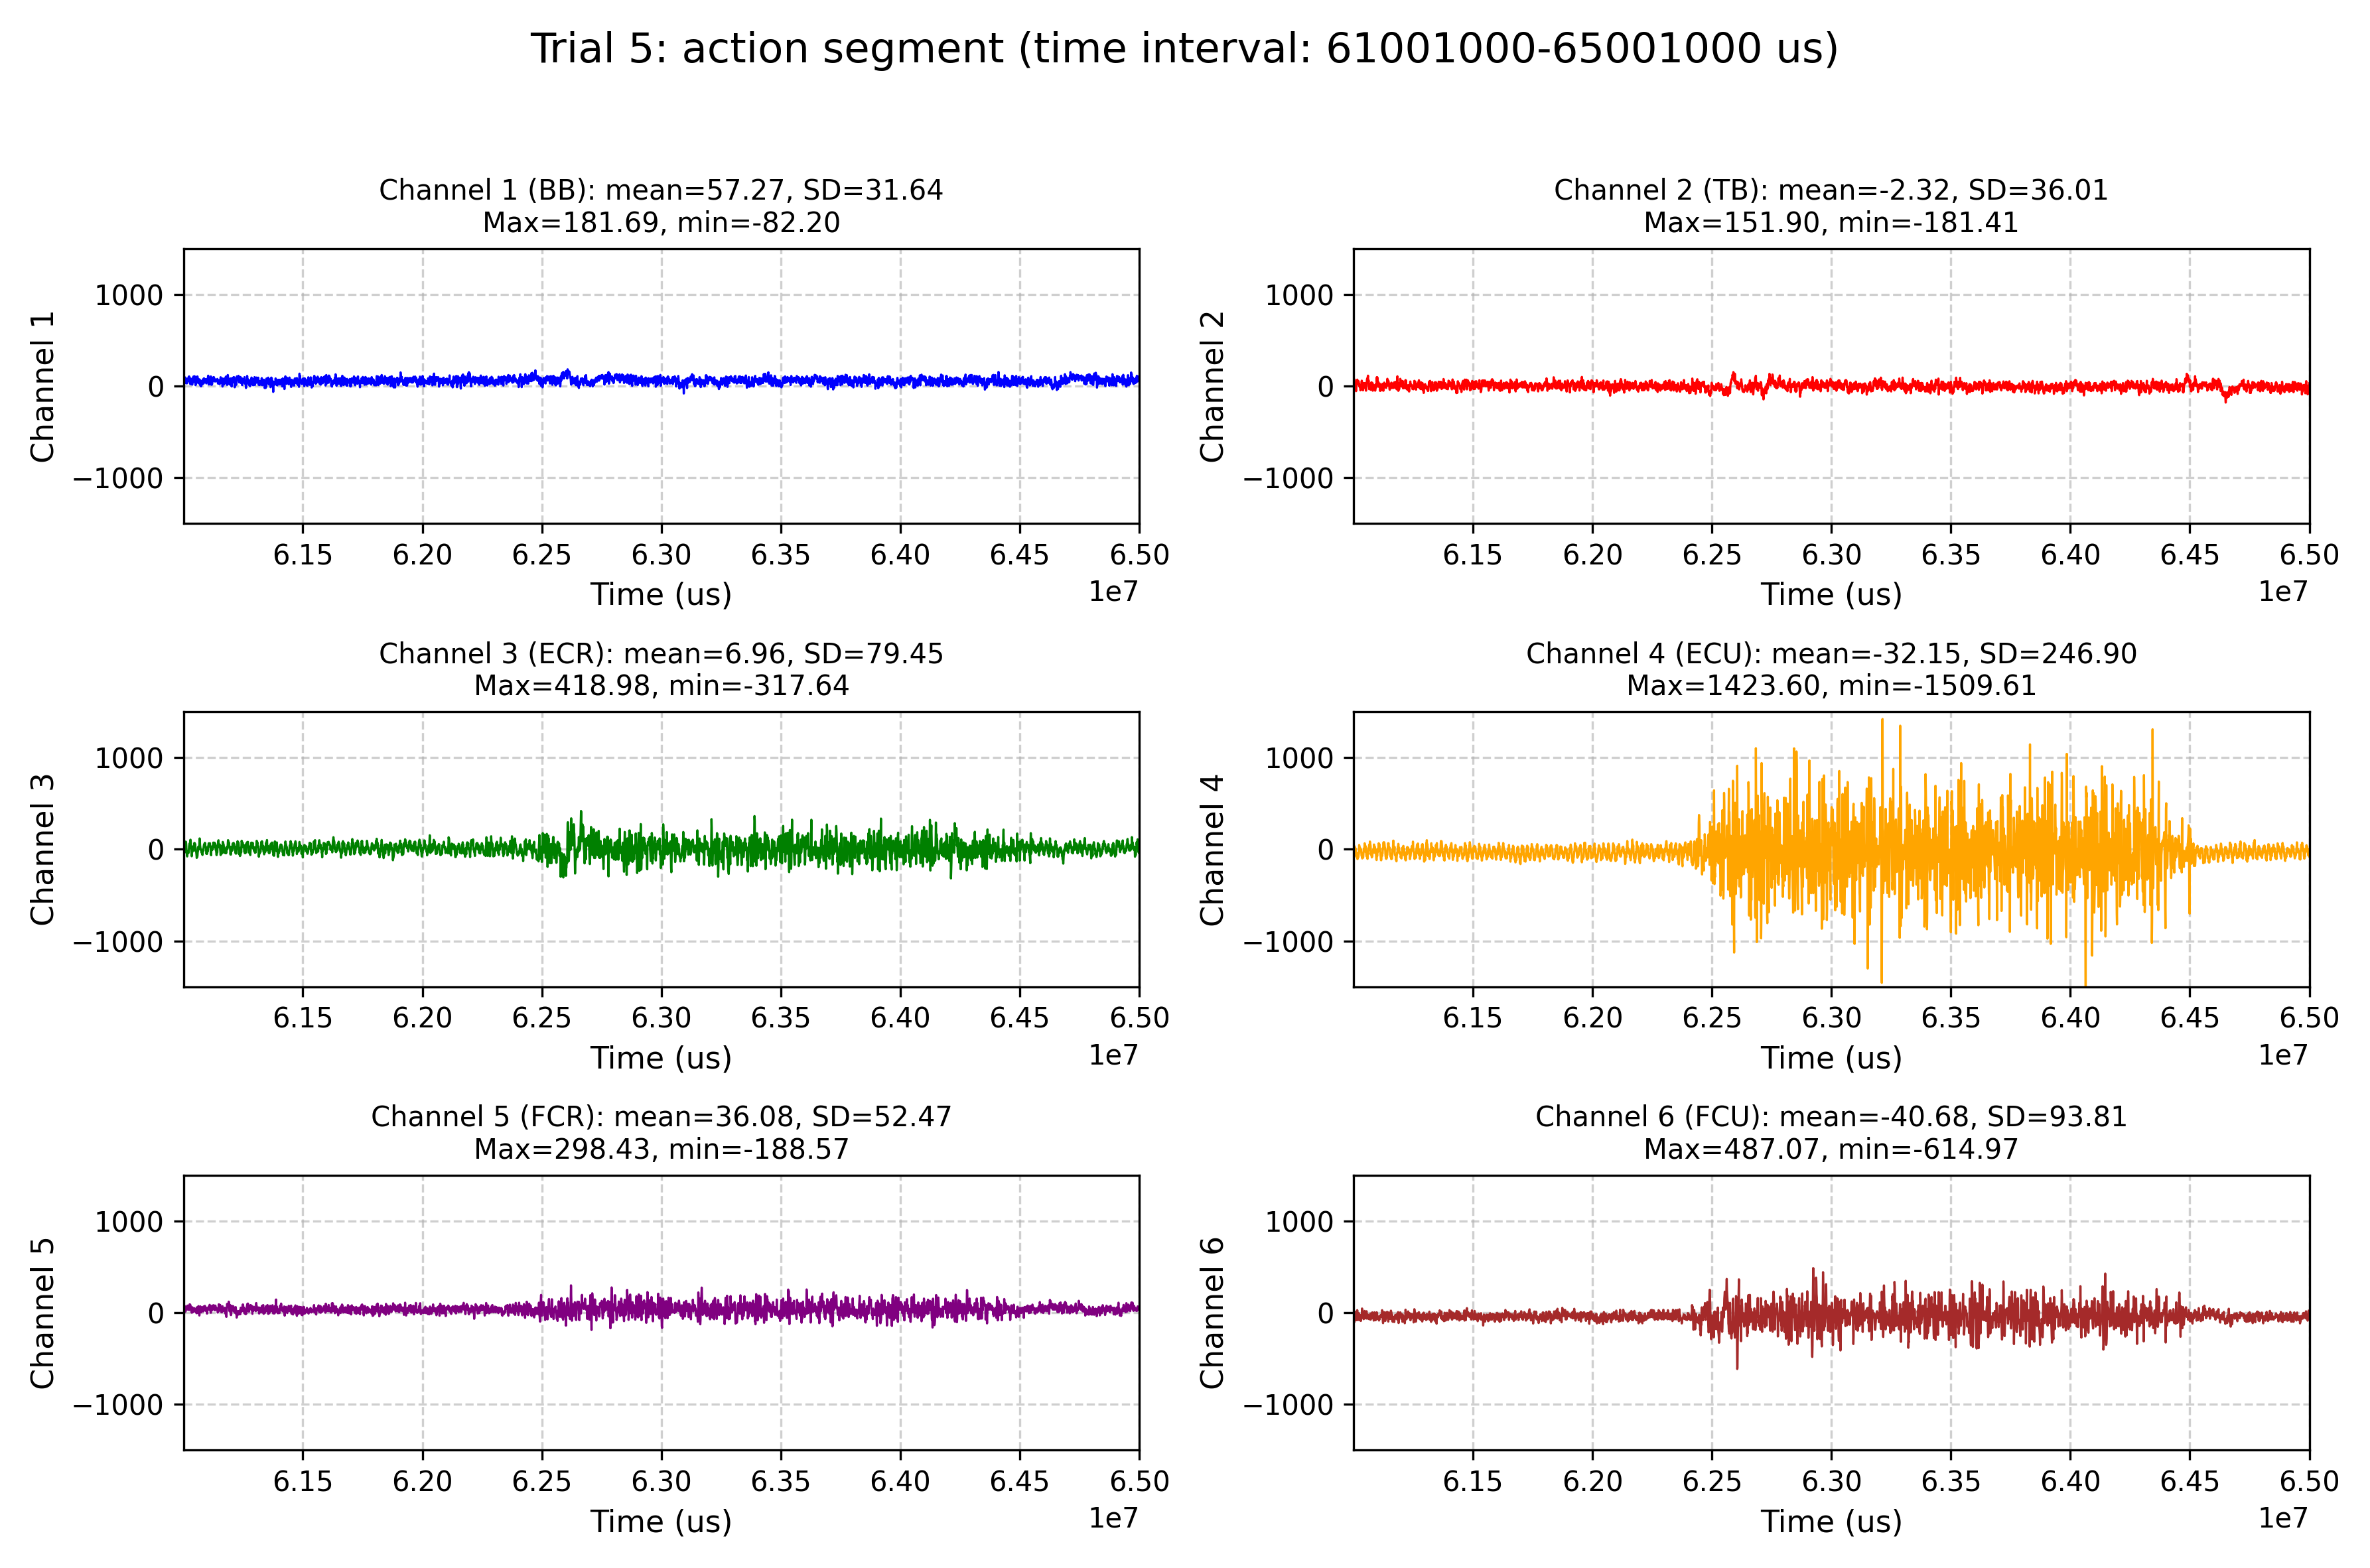 Trial 5: action segment (time interval: 61001000-65001000 us)
Channel 1 (BB): mean=57.27, SD=31.64
Max=181.69, min=-82.20
1000
0
−1000
Channel 1
6.15 6.20 6.25 6.30 6.35 6.40 6.45 6.50
Time (us)
1e7
Channel 2 (TB): mean=-2.32, SD=36.01
Max=151.90, min=-181.41
1000
0
−1000
Channel 2
6.15 6.20 6.25 6.30 6.35 6.40 6.45 6.50
Time (us)
1e7
Channel 3 (ECR): mean=6.96, SD=79.45
Max=418.98, min=-317.64
1000
0
−1000
Channel 3
6.15 6.20 6.25 6.30 6.35 6.40 6.45 6.50
Time (us)
1e7
Channel 4 (ECU): mean=-32.15, SD=246.90
Max=1423.60, min=-1509.61
1000
0
−1000
Channel 4
6.15 6.20 6.25 6.30 6.35 6.40 6.45 6.50
Time (us)
1e7
Channel 5 (FCR): mean=36.08, SD=52.47
Max=298.43, min=-188.57
1000
0
−1000
Channel 5
6.15 6.20 6.25 6.30 6.35 6.40 6.45 6.50
Time (us)
1e7
Channel 6 (FCU): mean=-40.68, SD=93.81
Max=487.07, min=-614.97
1000
0
−1000
Channel 6
6.15 6.20 6.25 6.30 6.35 6.40 6.45 6.50
Time (us)
1e7